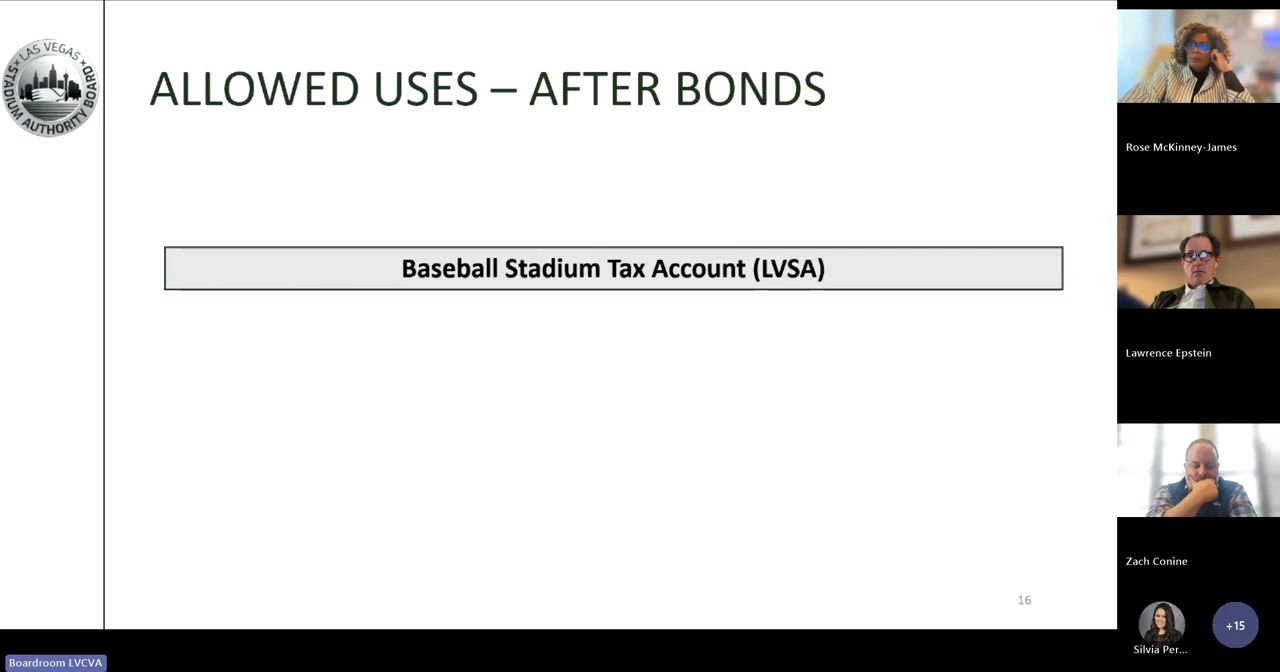 LAS VEGAS
STADIUM AUTHORITY BOARD
ALLOWED USES – AFTER BONDS
Baseball Stadium Tax Account (LVSA)
16
Boardroom LVCVA
Rose McKinney-James
Lawrence Epstein
Zach Conine
Silvia Per...
+15